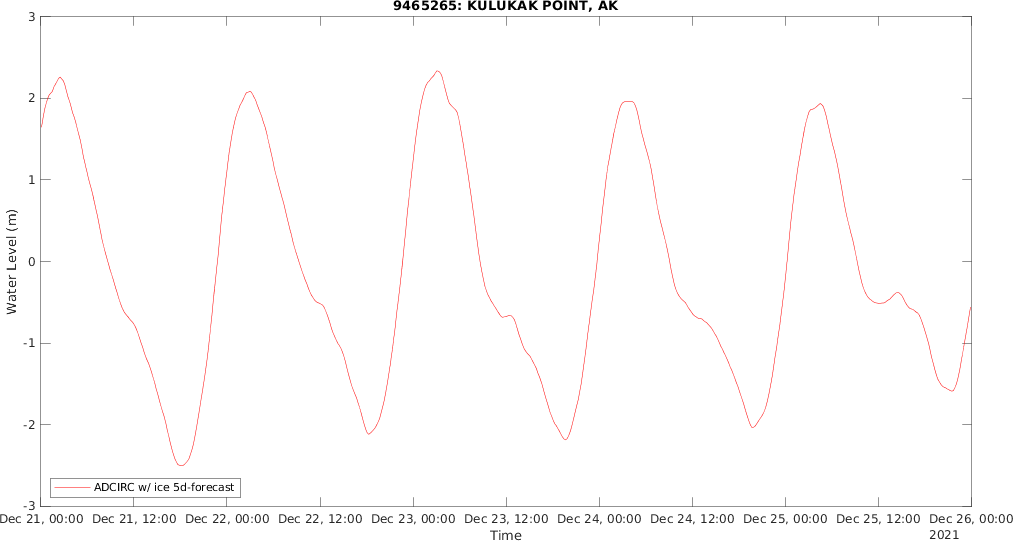 9465265: KULUKAK POINT, AK
3
2
1
0
-1
-2
-3
Water Level (m)
ADCIRC w/ ice 5d-forecast
Dec 21, 00:00 Dec 21, 12:00 Dec 22, 00:00 Dec 22, 12:00 Dec 23, 00:00 Dec 23, 12:00 Dec 24, 00:00 Dec 24, 12:00 Dec 25, 00:00 Dec 25, 12:00 Dec 26, 00:00
Time
2021